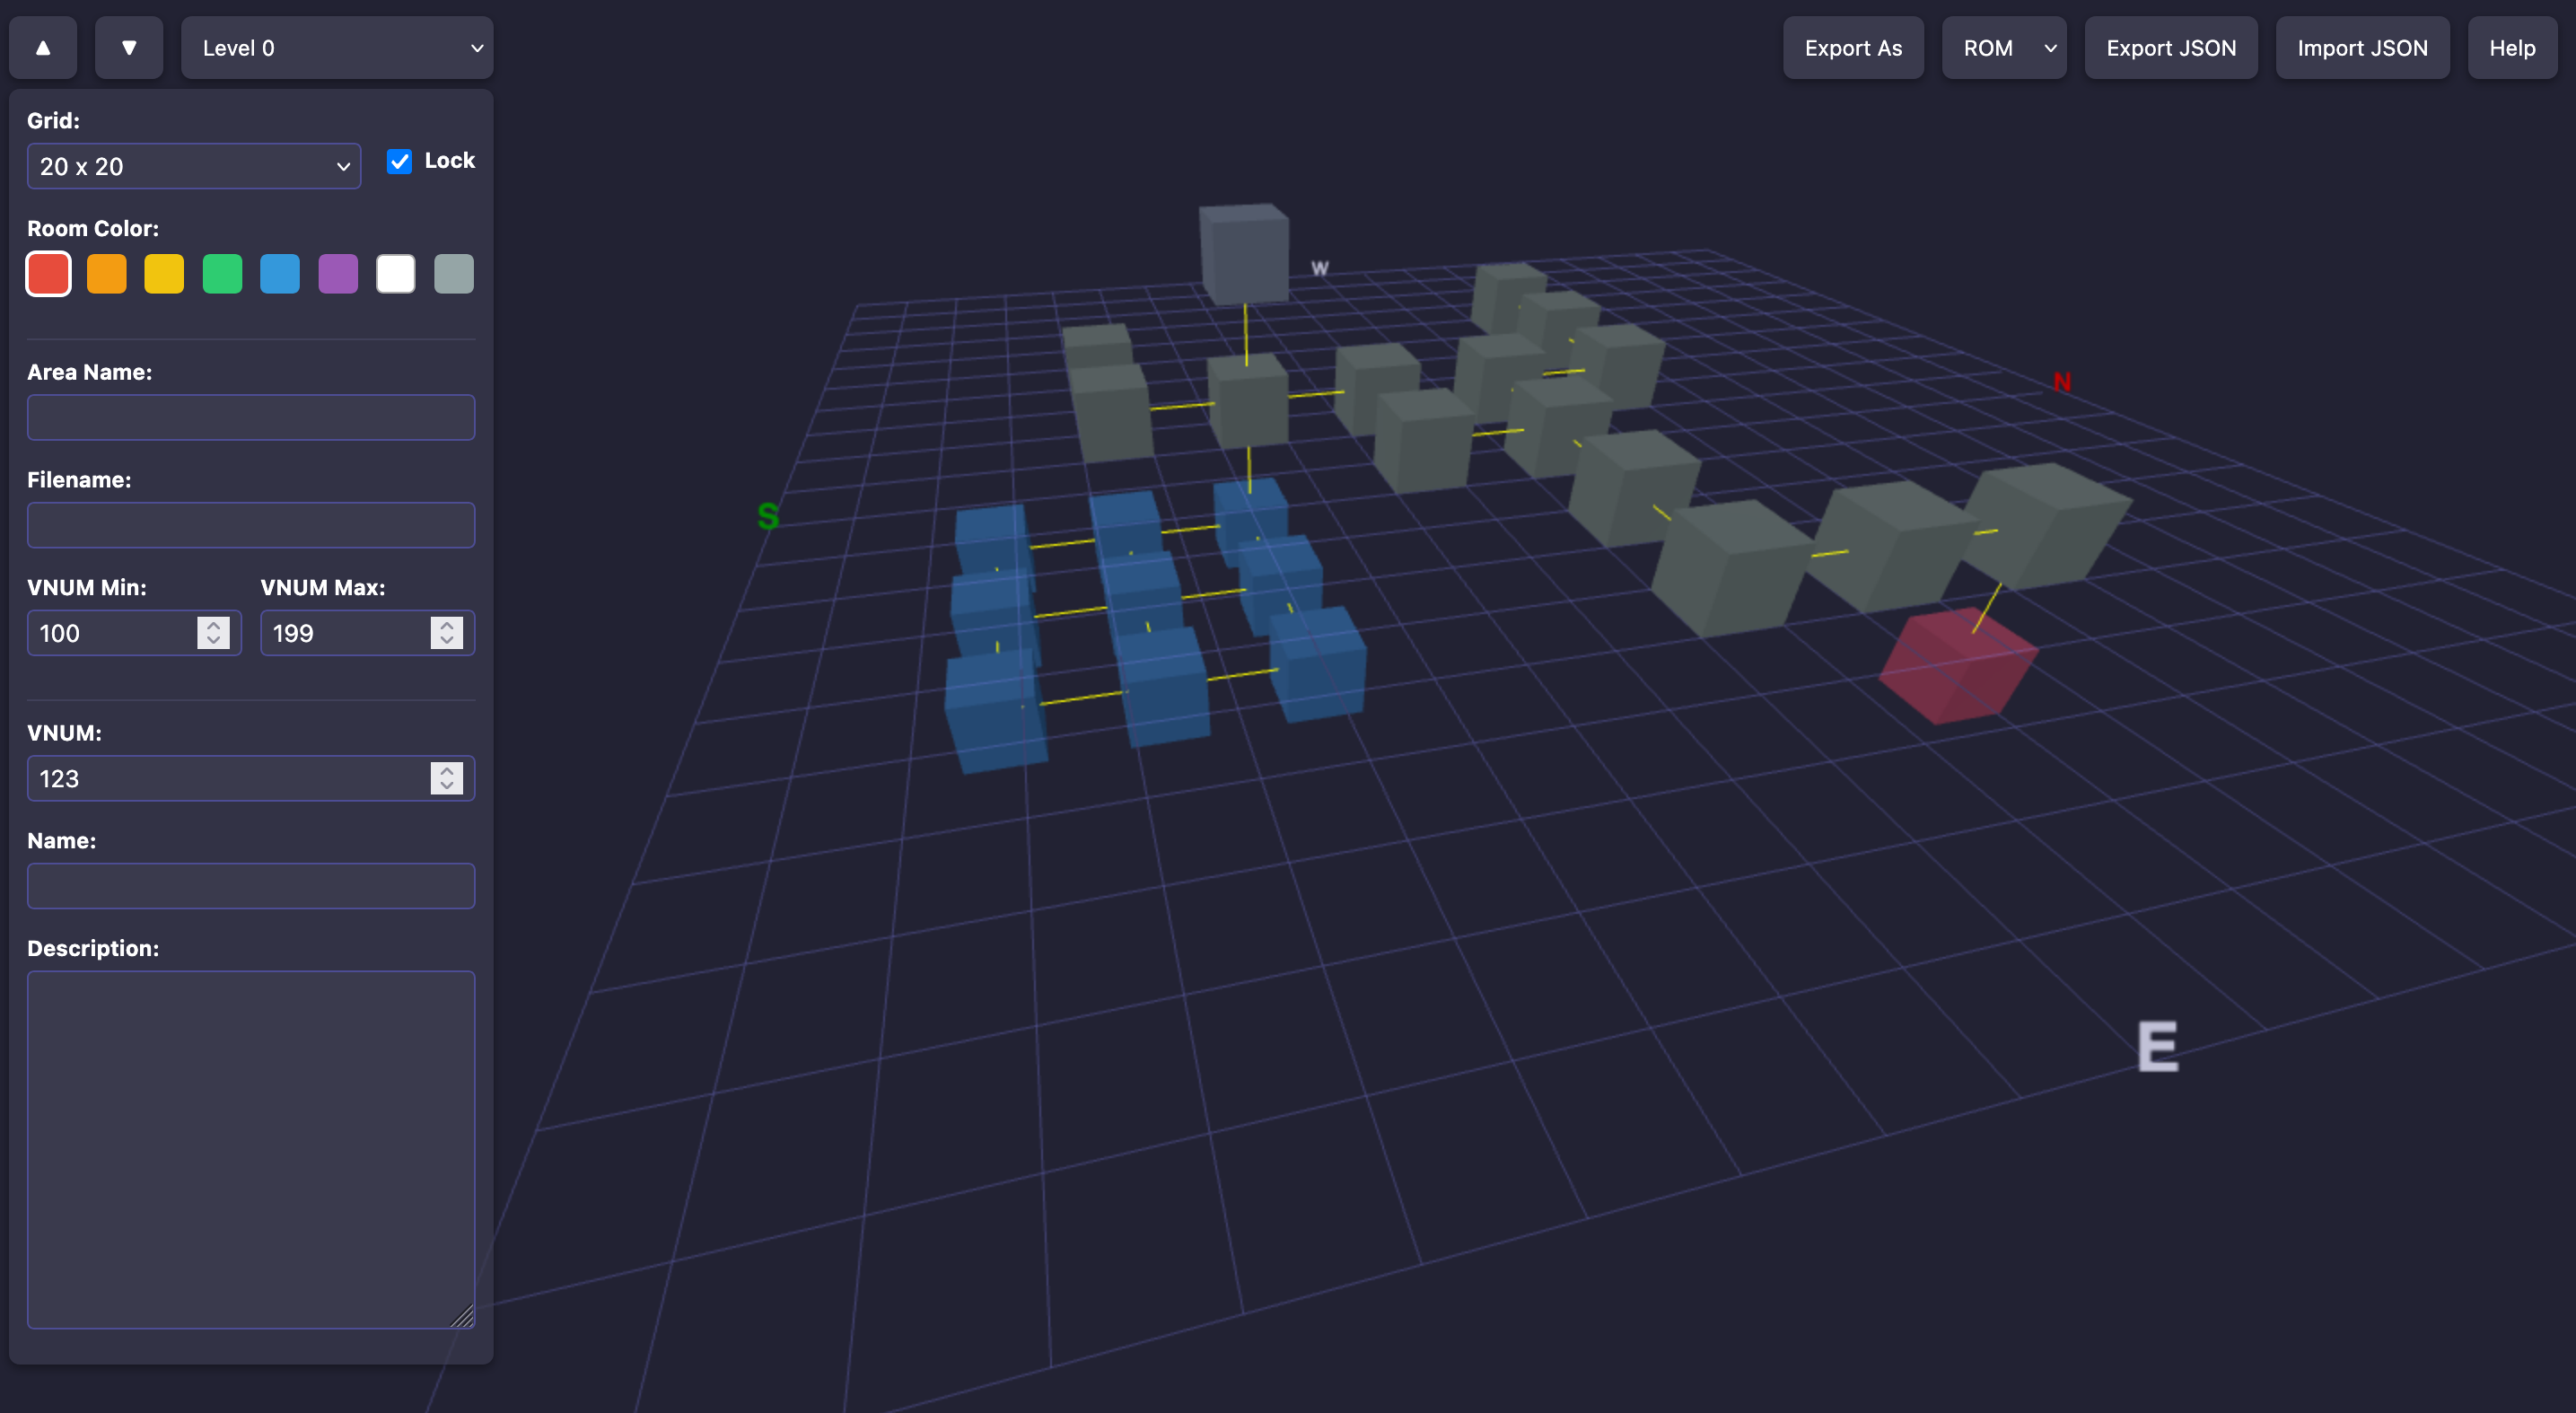 ▲ ▼ Level 0 Export As ROM Export JSON Import JSON Help
Grid:
20 x 20 Lock
Room Color:
Area Name:
Filename:
VNUM Min: VNUM Max:
100 199
VNUM:
123
Name:
Description:
W
N
S
E